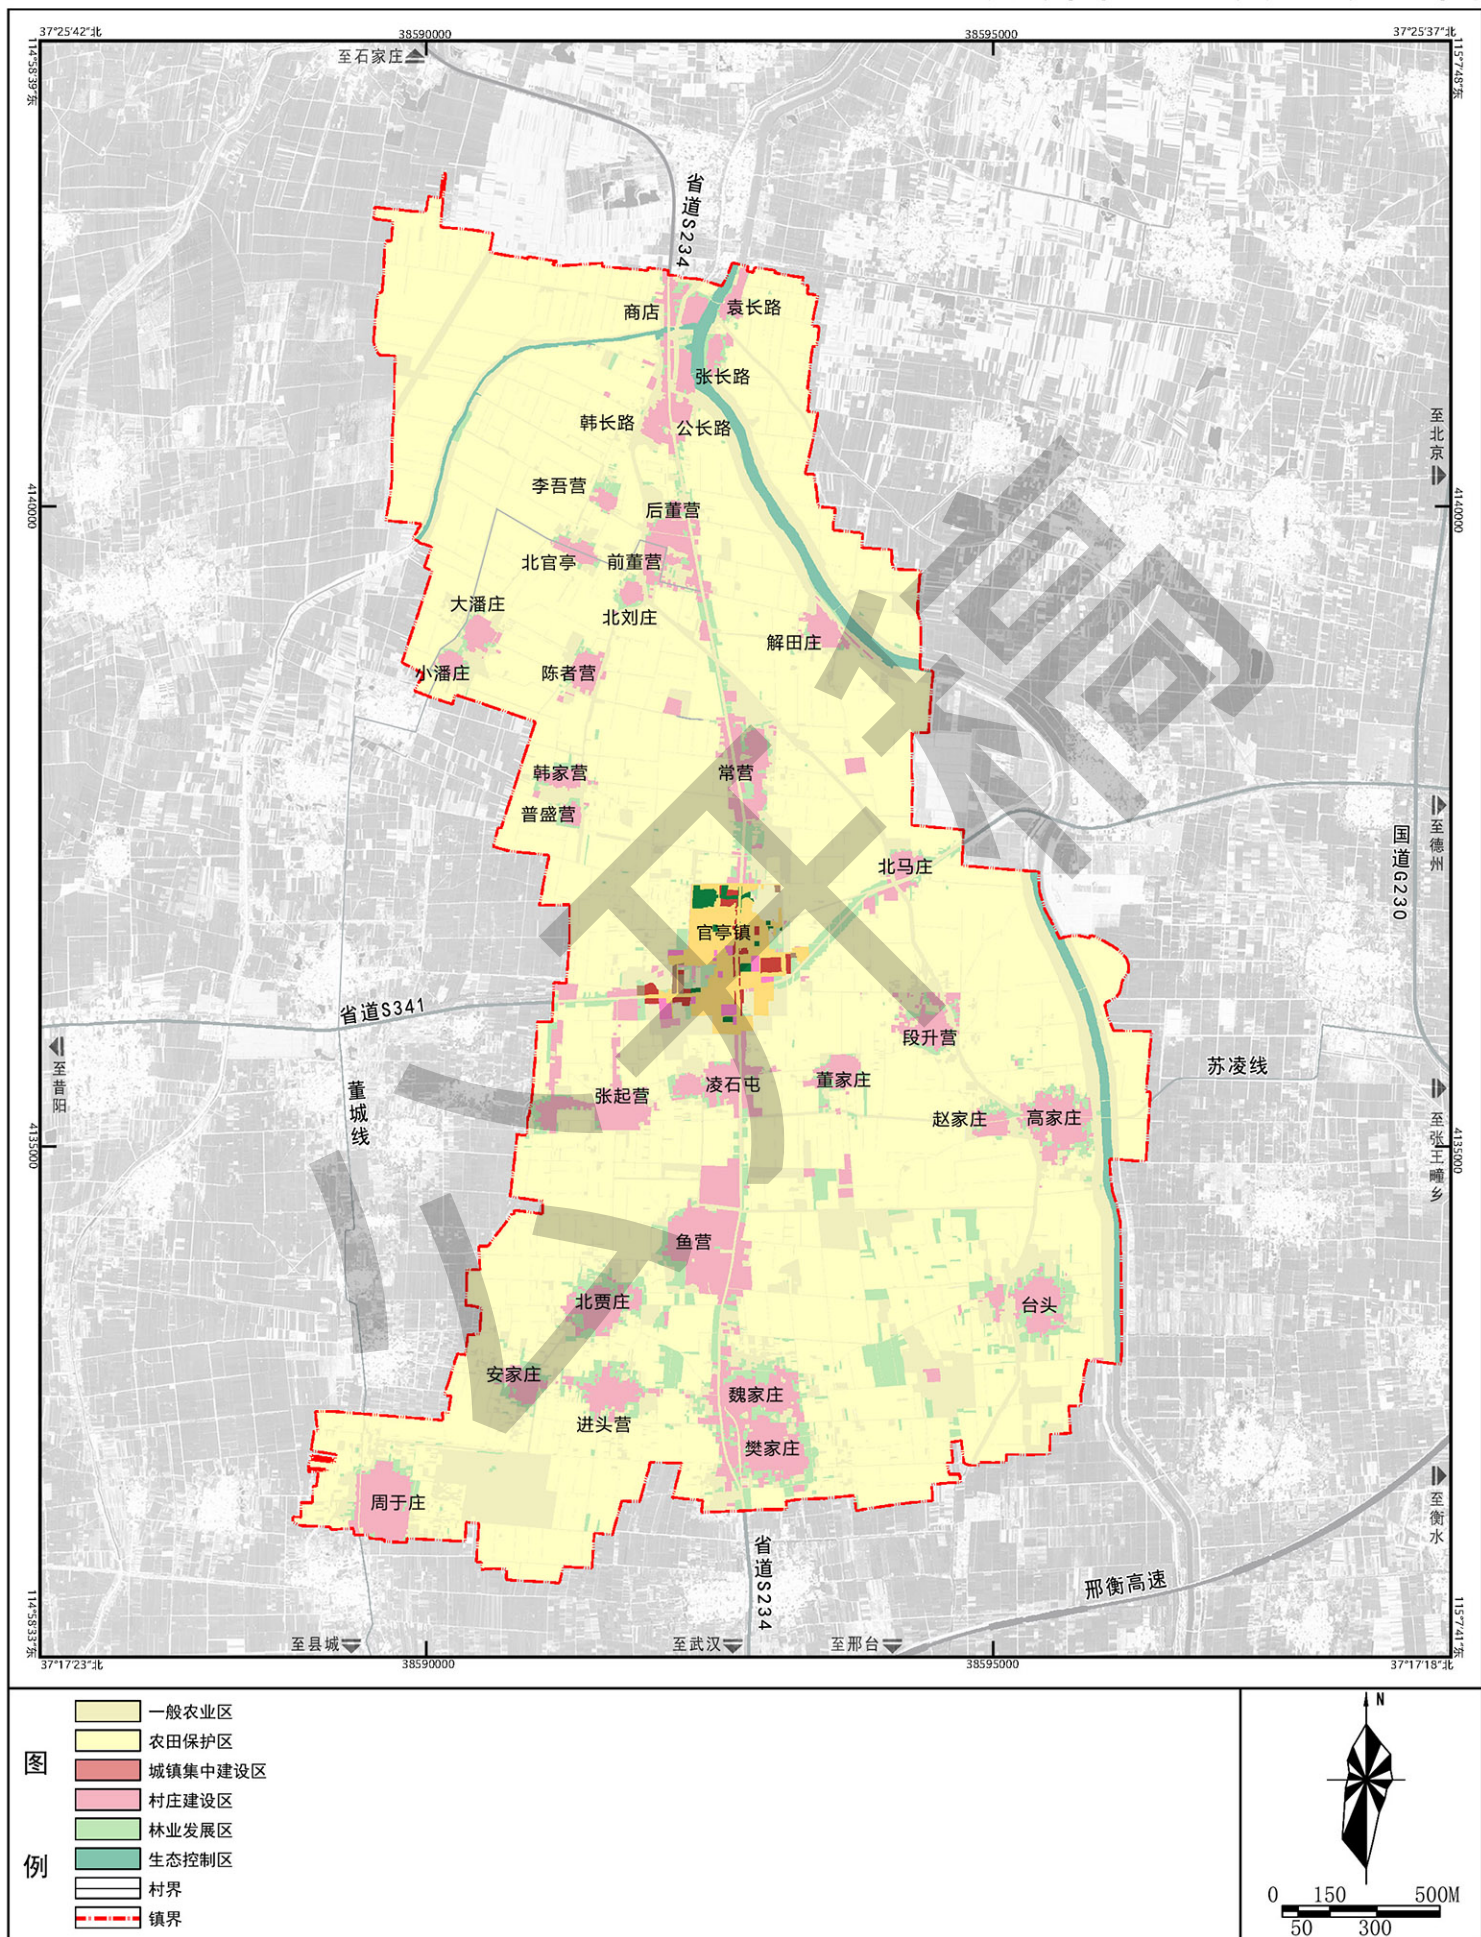 37°25′42″北
38590000
38595000
37°25′37″北
114°58′39″东
115°7′48″东
至石家庄
省道S234
商店
袁长路
张长路
韩长路
公长路
至北京
李吾营
后董营
4140000
4140000
北官亭
前董营
大潘庄
北刘庄
解田庄
小潘庄
陈者营
韩家营
常营
普盛营
至德州
国道G230
北马庄
官亭镇
省道S341
段升营
至昔阳
苏凌线
董城线
张起营
凌石屯
董家庄
赵家庄
高家庄
4135000
4135000
至张王疃乡
鱼营
北贾庄
台头
安家庄
魏家庄
进头营
樊家庄
周于庄
至衡水
省道S234
邢衡高速
114°58′33″东
115°7′41″东
至县城
至武汉
至邢台
37°17′23″北
38590000
38595000
37°17′18″北
公示稿
图例
一般农业区
农田保护区
城镇集中建设区
村庄建设区
林业发展区
生态控制区
村界
镇界
N
0 150 500M
50 300